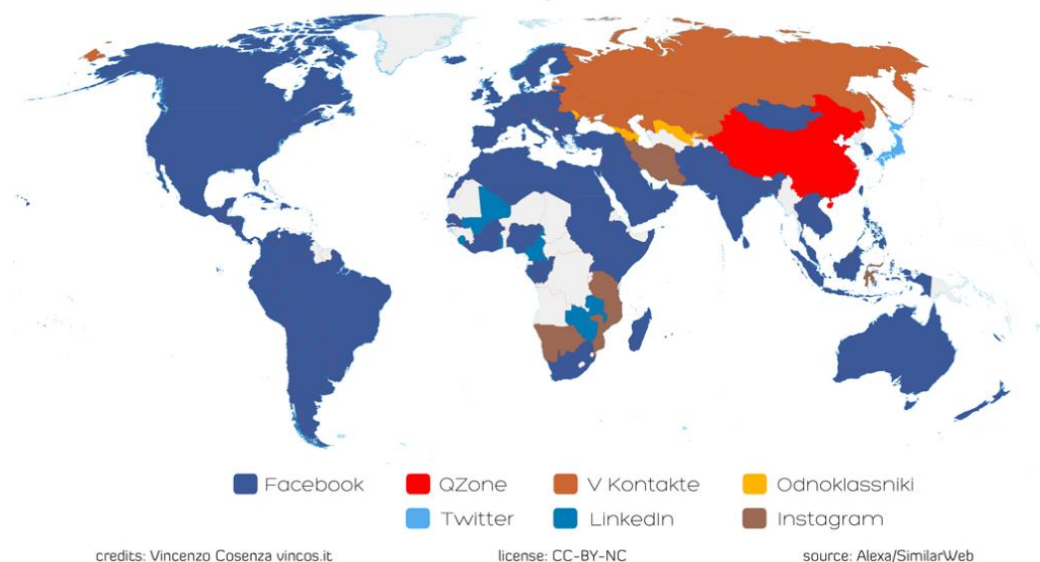 Facebook QZone V Kontakte Odnoklassniki
Twitter LinkedIn Instagram
credits: Vincenzo Cosenza vincos.it license: CC-BY-NC source: Alexa/SimilarWeb